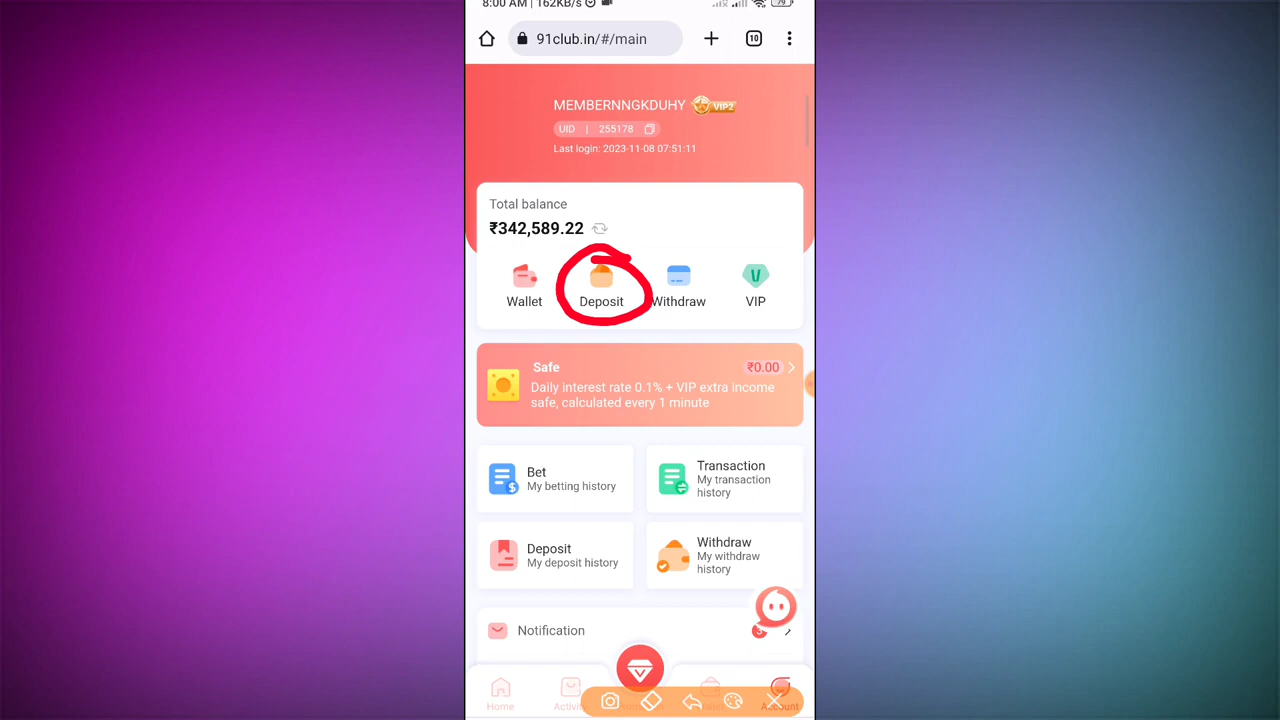 8:00 AM | 162KB/s
79
91club.in/#/main
10
MEMBERNNGKDUHY VIP2
UID | 255178
Last login: 2023-11-08 07:51:11
Total balance
₹342,589.22
Wallet
Deposit
Withdraw
VIP
Safe
₹0.00
Daily interest rate 0.1% + VIP extra income
safe, calculated every 1 minute
Bet
My betting history
Transaction
My transaction
history
Deposit
My deposit history
Withdraw
My withdraw
history
Notification
3
Home
Account